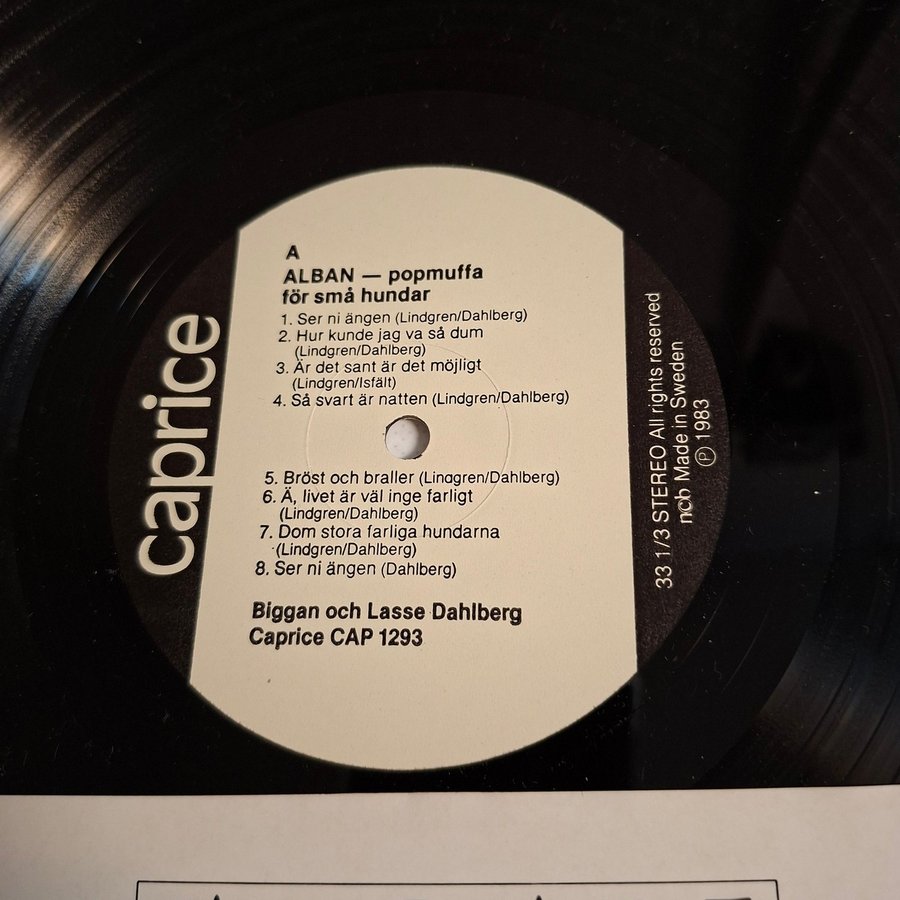 A
ALBAN — popmuffa
för små hundar
1. Ser ni ängen (Lindgren/Dahlberg)
2. Hur kunde jag va så dum
(Lindgren/Dahlberg)
3. Är det sant är det möjligt
(Lindgren/Isfält)
4. Så svart är natten (Lindgren/Dahlberg)
5. Bröst och braller (Lindgren/Dahlberg)
6. Ä, livet är väl inge farligt
(Lindgren/Dahlberg)
7. Dom stora farliga hundarna
(Lindgren/Dahlberg)
8. Ser ni ängen (Dahlberg)
Biggan och Lasse Dahlberg
Caprice CAP 1293
Caprice
33 1/3 STEREO All rights reserved
ncb Made in Sweden
Ⓟ 1983